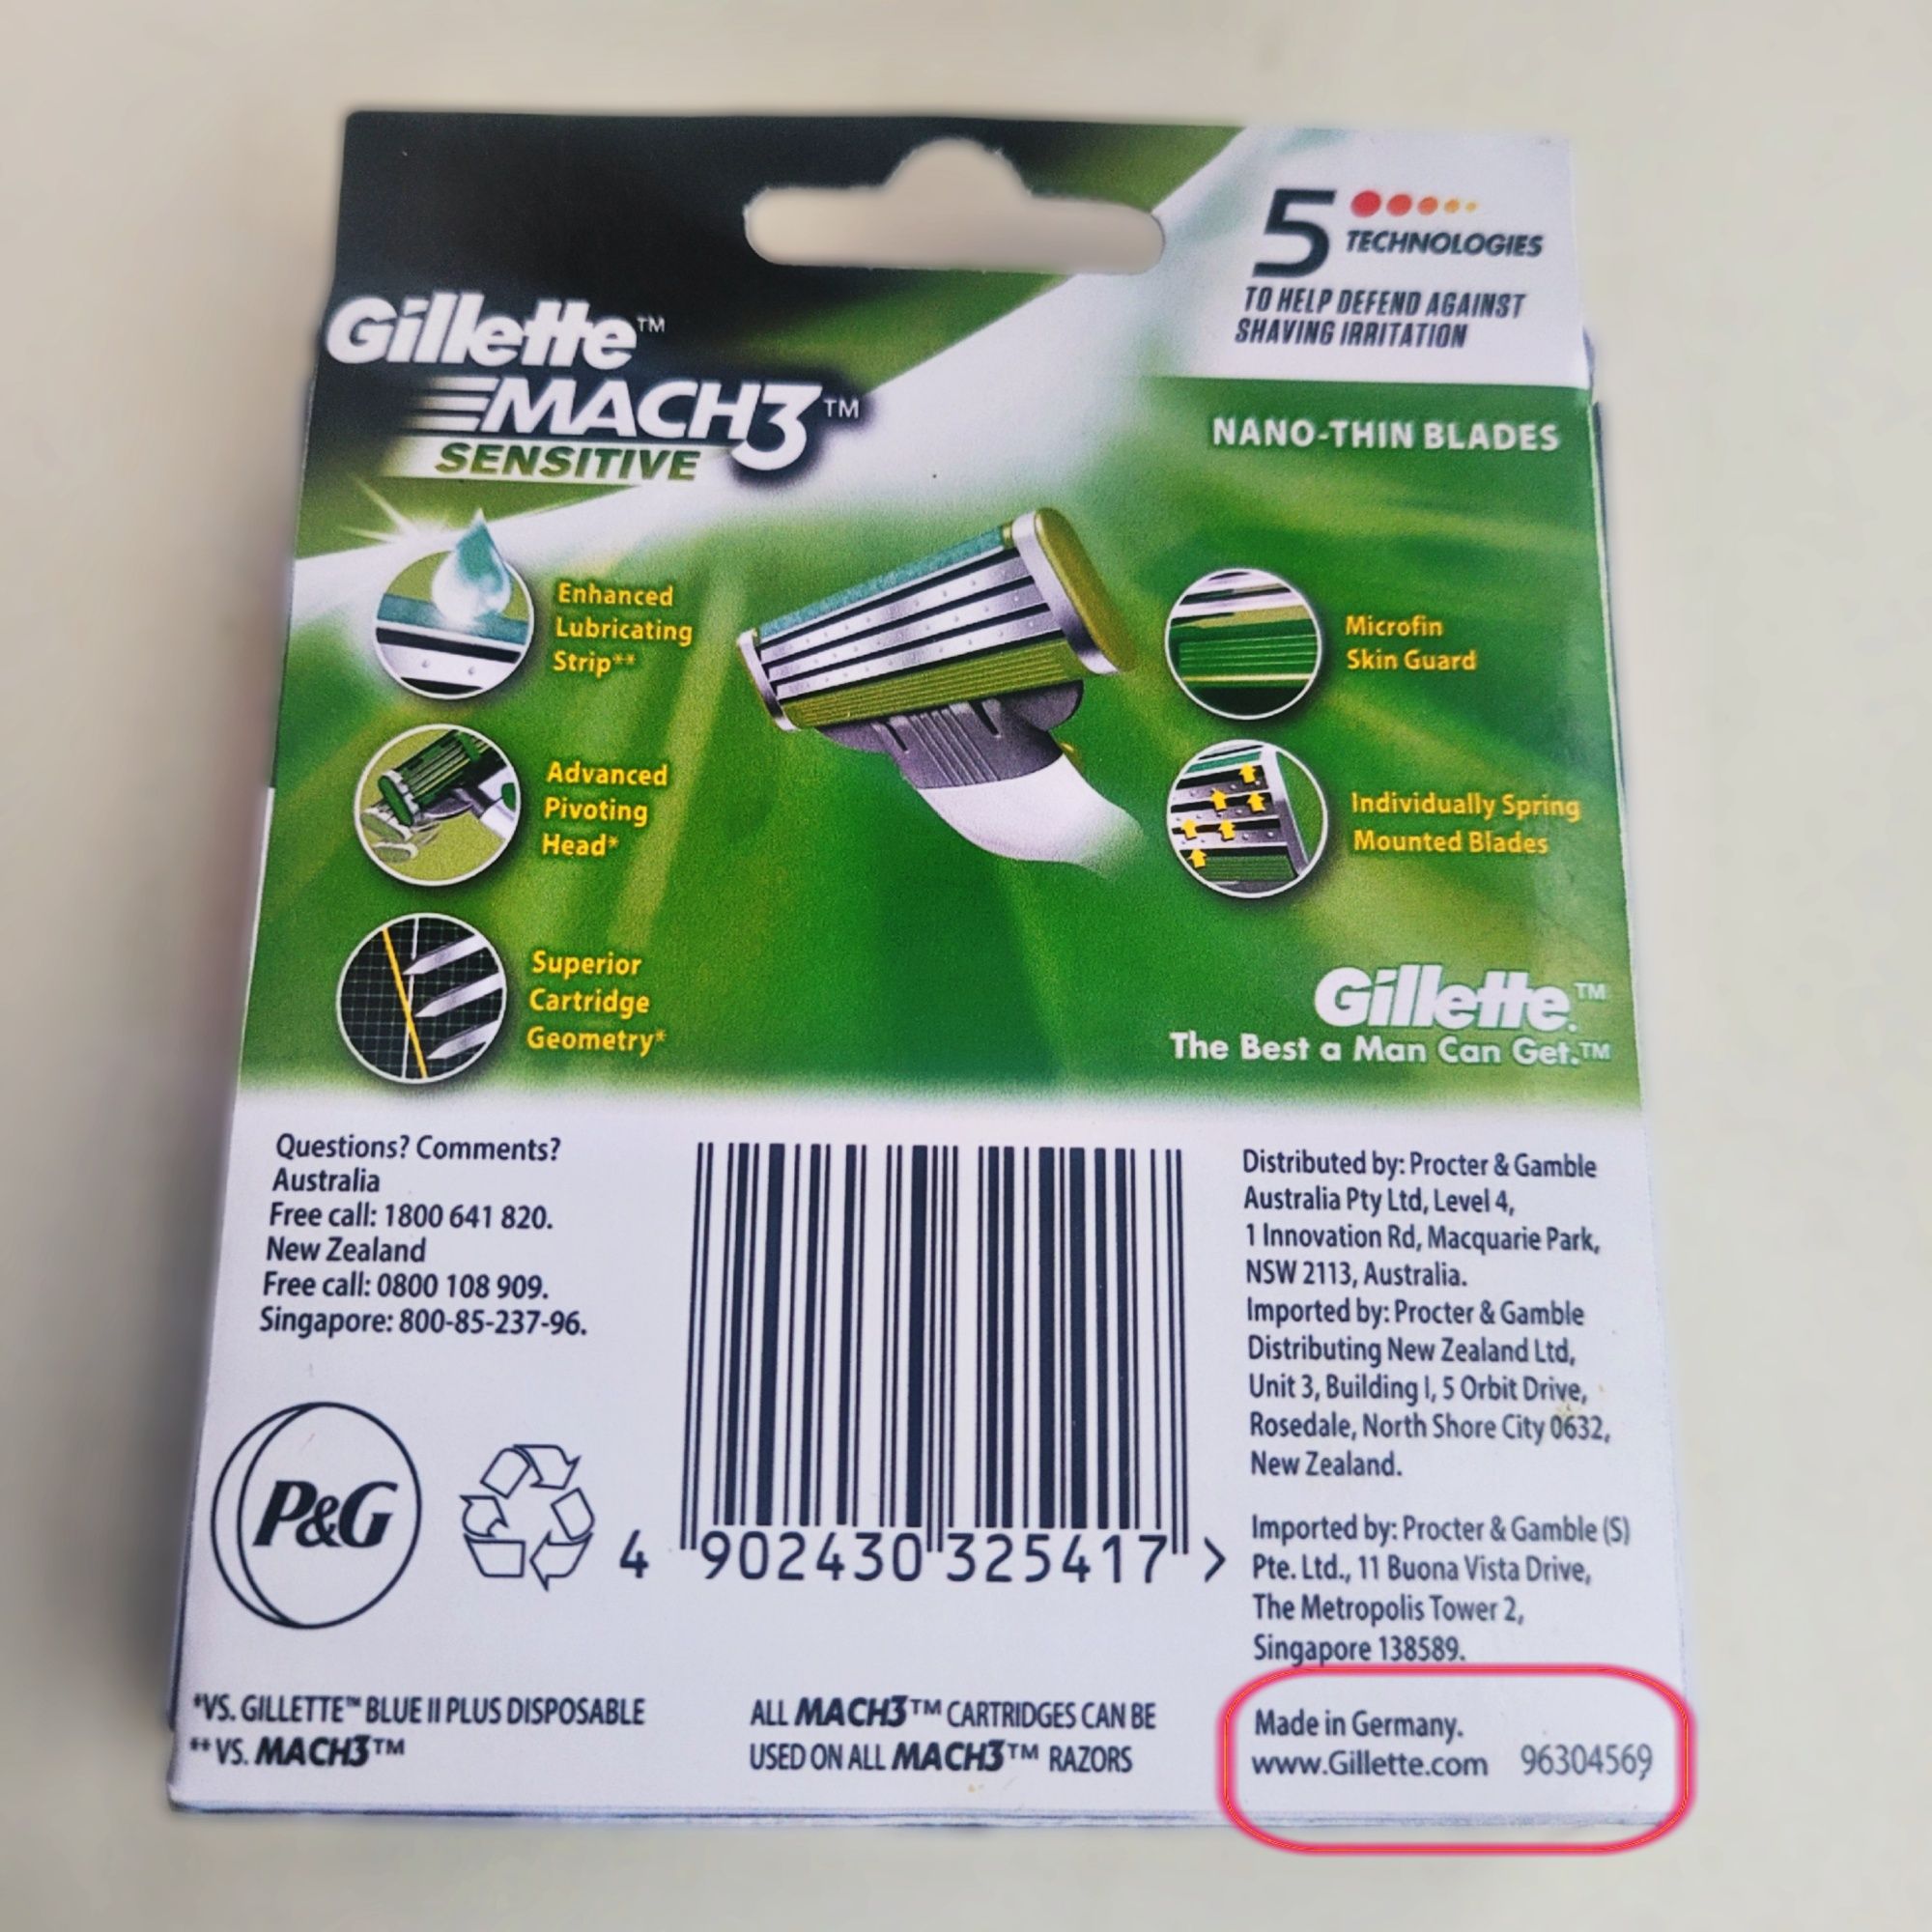 5 TECHNOLOGIES
TO HELP DEFEND AGAINST
SHAVING IRRITATION
Gillette™
MACH3™
SENSITIVE
NANO-THIN BLADES
Enhanced
Lubricating
Strip**
Microfin
Skin Guard
Advanced
Pivoting
Head*
Individually Spring
Mounted Blades
Superior
Cartridge
Geometry*
Gillette.™
The Best a Man Can Get.™
Questions? Comments?
Australia
Free call: 1800 641 820.
New Zealand
Free call: 0800 108 909.
Singapore: 800-85-237-96.
P&G
4 902430 325417 >
Distributed by: Procter & Gamble
Australia Pty Ltd, Level 4,
1 Innovation Rd, Macquarie Park,
NSW 2113, Australia.
Imported by: Procter & Gamble
Distributing New Zealand Ltd,
Unit 3, Building I, 5 Orbit Drive,
Rosedale, North Shore City 0632,
New Zealand.
Imported by: Procter & Gamble (S)
Pte. Ltd., 11 Buona Vista Drive,
The Metropolis Tower 2,
Singapore 138589.
*VS. GILLETTE™ BLUE II PLUS DISPOSABLE
** VS. MACH3™
ALL MACH3™ CARTRIDGES CAN BE
USED ON ALL MACH3™ RAZORS
Made in Germany.
www.Gillette.com 96304569